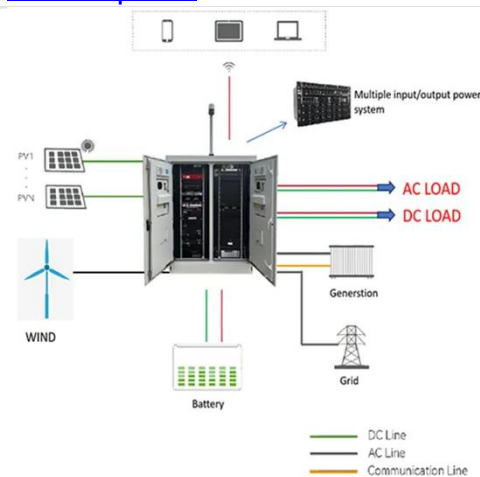 Multiple input/output power
system
PV1
PVN
AC LOAD
DC LOAD
WIND
Generstion
Grid
Battery
DC Line
AC Line
Communication Line